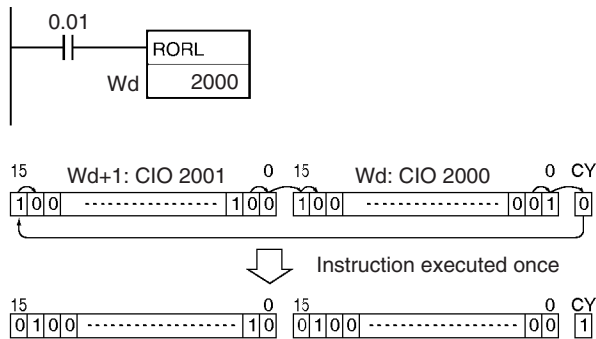 0.01
RORL
Wd 2000
15 Wd+1: CIO 2001 0 15 Wd: CIO 2000 0 CY
1 0 0 1 0 0 1 0 0 0 0 1 0
Instruction executed once
15 0 15 0 CY
0 1 0 0 1 0 0 1 0 0 0 0 1